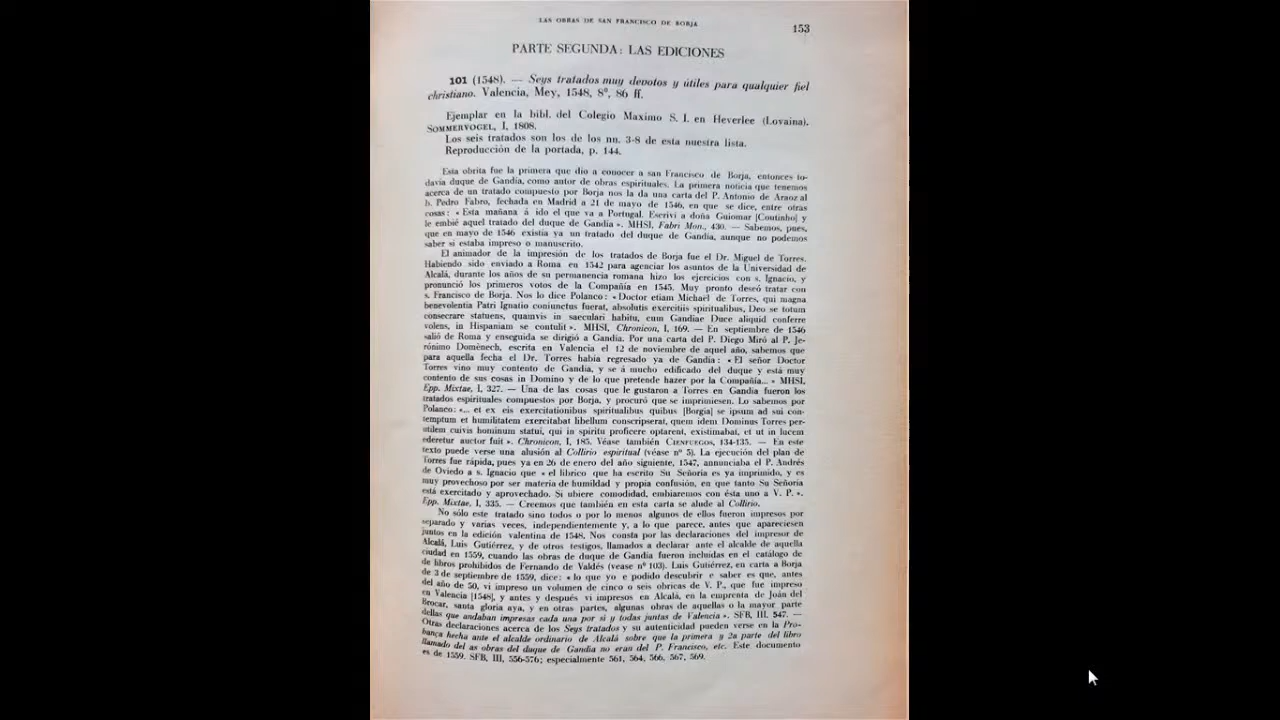 LAS OBRAS DE SAN FRANCISCO DE BORJA
153
PARTE SEGUNDA: LAS EDICIONES
101 (1548). — Seys tratados muy devotos y útiles para qualquier fiel
christiano. Valencia, Mey, 1548, 8º, 86 ff.
Ejemplar en la bibl. del Colegio Maximo S. I. en Heverlee (Lovaina).
SOMMERVOGEL, I, 1808.
Los seis tratados son los de los nn. 3-8 de esta nuestra lista.
Reproducción de la portada, p. 144.
Esta obrita fue la primera que dio a conocer a san Francisco de Borja, entonces to-
davía duque de Gandía, como autor de obras espirituales. La primera noticia que tenemos
acerca de un tratado compuesto por Borja nos la da una carta del P. Antonio de Araoz al
b. Pedro Fabro, fechada en Madrid a 21 de mayo de 1546, en que se dice, entre otras
cosas: « Esta mañana á ido el que va a Portugal. Escriví a doña Guiomar [Coutinho] y
le embié aquel tratado del duque de Gandía ». MHSI, Fabri Mon., 430. — Sabemos, pues,
que en mayo de 1546 existía ya un tratado del duque de Gandía, aunque no podemos
saber si estaba impreso o manuscrito.
El animador de la impresión de los tratados de Borja fue el Dr. Miguel de Torres.
Habiendo sido enviado a Roma en 1542 para agenciar los asuntos de la Universidad de
Alcalá, durante los años de su permanencia romana hizo los ejercicios con s. Ignacio, y
pronunció los primeros votos de la Compañía en 1545. Muy pronto deseó tratar con
s. Francisco de Borja. Nos lo dice Polanco: « Doctor etiam Michael de Torres, qui magna
benevolentia Patri Ignatio coniunctus fuerat, absolutis exercitiis spiritualibus, Deo se totum
consecrare statuens, quamvis in saeculari habitu, cum Gandiae Duce aliquid conferre
volens, in Hispaniam se contulit ». MHSI, Chronicon, I, 169. — En septiembre de 1546
salió de Roma y enseguida se dirigió a Gandía. Por una carta del P. Diego Miró al P. Je-
rónimo Domènech, escrita en Valencia el 12 de noviembre de aquel año, sabemos que
para aquella fecha el Dr. Torres había regresado ya de Gandía: « El señor Doctor
Torres vino muy contento de Gandía, y se á mucho edificado del duque y está muy
contento de sus cosas in Domino y de lo que pretende hazer por la Compañía... » MHSI,
Epp. Mixtae, I, 327. — Una de las cosas que le gustaron a Torres en Gandía fueron los
tratados espirituales compuestos por Borja, y procuró que se imprimiesen. Lo sabemos por
Polanco: «... et ex eis exercitationibus spiritualibus quibus [Borgia] se ipsum ad sui con-
temptum et humilitatem exercitabat libellum conscripserat, quem idem Dominus Torres per-
utilem cuivis hominum statui, qui in spiritu proficere optarent, existimabat, et ut in lucem
ederetur auctor fuit ». Chronicon, I, 185. Véase también CIENFUEGOS, 134-135. — En este
texto puede verse una alusión al Collirio espiritual (véase nº 5). La ejecución del plan de
Torres fue rápida, pues ya en 26 de enero del año siguiente, 1547, annunciaba el P. Andrés
de Oviedo a s. Ignacio que « el librico que ha escrito Su Señoría es ya imprimido, y es
muy provechoso por ser materia de humildad y propia confusión, en que tanto Su Señoría
está exercitado y aprovechado. Si ubiere comodidad, embiaremos con ésta uno a V. P. ».
Epp. Mixtae, I, 335. — Creemos que también en esta carta se alude al Collirio.
No sólo este tratado sino todos o por lo menos algunos de ellos fueron impresos por
separado y varias veces, independientemente y, a lo que parece, antes que apareciesen
juntos en la edición valentina de 1548. Nos consta por las declaraciones del impresor de
Alcalá, Luis Gutiérrez, y de otros testigos, llamados a declarar ante el alcalde de aquella
ciudad en 1559, cuando las obras de duque de Gandía fueron incluidas en el catálogo de
de libros prohibidos de Fernando de Valdés (vease nº 103). Luis Gutiérrez, en carta a Borja
de 3 de septiembre de 1559, dice: « lo que yo e podido descubrir e saber es que, antes
del año de 50, vi impreso un volumen de cinco o seis obricas de V. P., que fue impreso
en Valencia [1548], y antes y después vi impresos en Alcalá, en la emprenta de Joán del
Brocar, santa gloria aya, y en otras partes, algunas obras de aquellas o la mayor parte
dellas que andaban impresas cada una por sí y todas juntas de Valencia ». SFB, III, 547. —
Otras declaraciones acerca de los Seys tratados y su autenticidad pueden verse en la Pro-
bança hecha ante el alcalde ordinario de Alcalá sobre que la primera y 2a parte del libro
llamado del as obras del duque de Gandía no eran del P. Francisco, etc. Este documento
es de 1559. SFB, III, 556-576; especialmente 561, 564, 566, 567, 569.